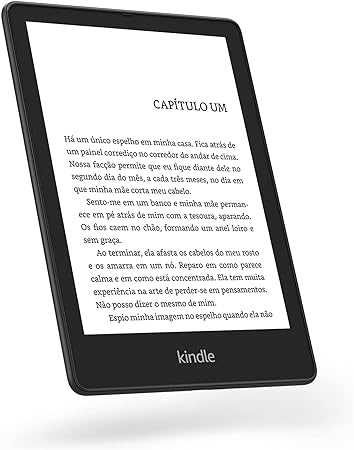 CAPÍTULO UM
Há um único espelho em minha casa. Fica atrás de
um painel corrediço no corredor do andar de cima.
Nossa facção permite que eu fique diante dele no
segundo dia do mês, a cada três meses, no dia em
que minha mãe corta meu cabelo.
Sento-me em um banco e minha mãe perman-
ece em pé atrás de mim com a tesoura, aparando.
Os fios caem no chão, formando um anel loiro e
sem graça.
Ao terminar, ela afasta os cabelos do meu rosto
e os amarra em um nó. Reparo em como parece
calma e em como está concentrada. Ela tem muita
experiência na arte de perder-se em pensamentos.
Não posso dizer o mesmo de mim.
Espio minha imagem no espelho quando ela não
kindle